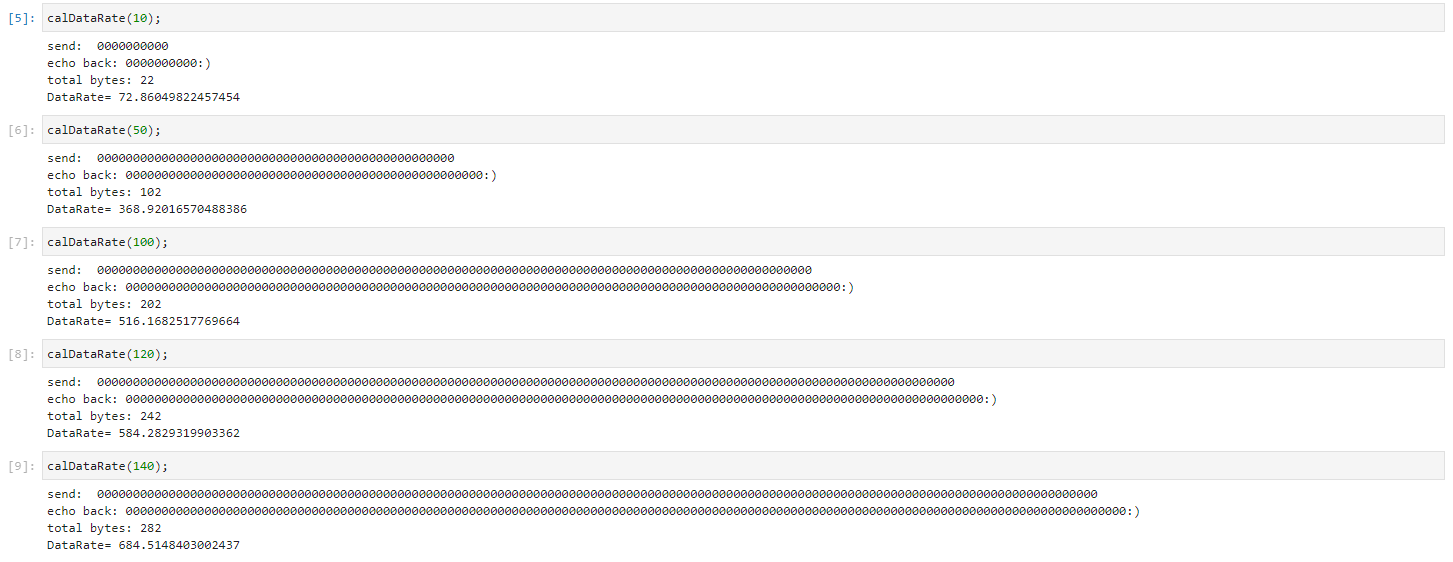 [5]: calDataRate(10);
send:  0000000000
echo back: 0000000000:)
total bytes: 22
DataRate= 72.86049822457454
[6]: calDataRate(50);
send:  00000000000000000000000000000000000000000000000000
echo back: 00000000000000000000000000000000000000000000000000:)
total bytes: 102
DataRate= 368.92016570488386
[7]: calDataRate(100);
send:  0000000000000000000000000000000000000000000000000000000000000000000000000000000000000000000000000000
echo back: 0000000000000000000000000000000000000000000000000000000000000000000000000000000000000000000000000000:)
total bytes: 202
DataRate= 516.1682517769664
[8]: calDataRate(120);
send:  000000000000000000000000000000000000000000000000000000000000000000000000000000000000000000000000000000000000000000000000
echo back: 000000000000000000000000000000000000000000000000000000000000000000000000000000000000000000000000000000000000000000000000:)
total bytes: 242
DataRate= 584.2829319903362
[9]: calDataRate(140);
send:  00000000000000000000000000000000000000000000000000000000000000000000000000000000000000000000000000000000000000000000000000000000000000000000
echo back: 00000000000000000000000000000000000000000000000000000000000000000000000000000000000000000000000000000000000000000000000000000000000000000000:)
total bytes: 282
DataRate= 684.5148403002437